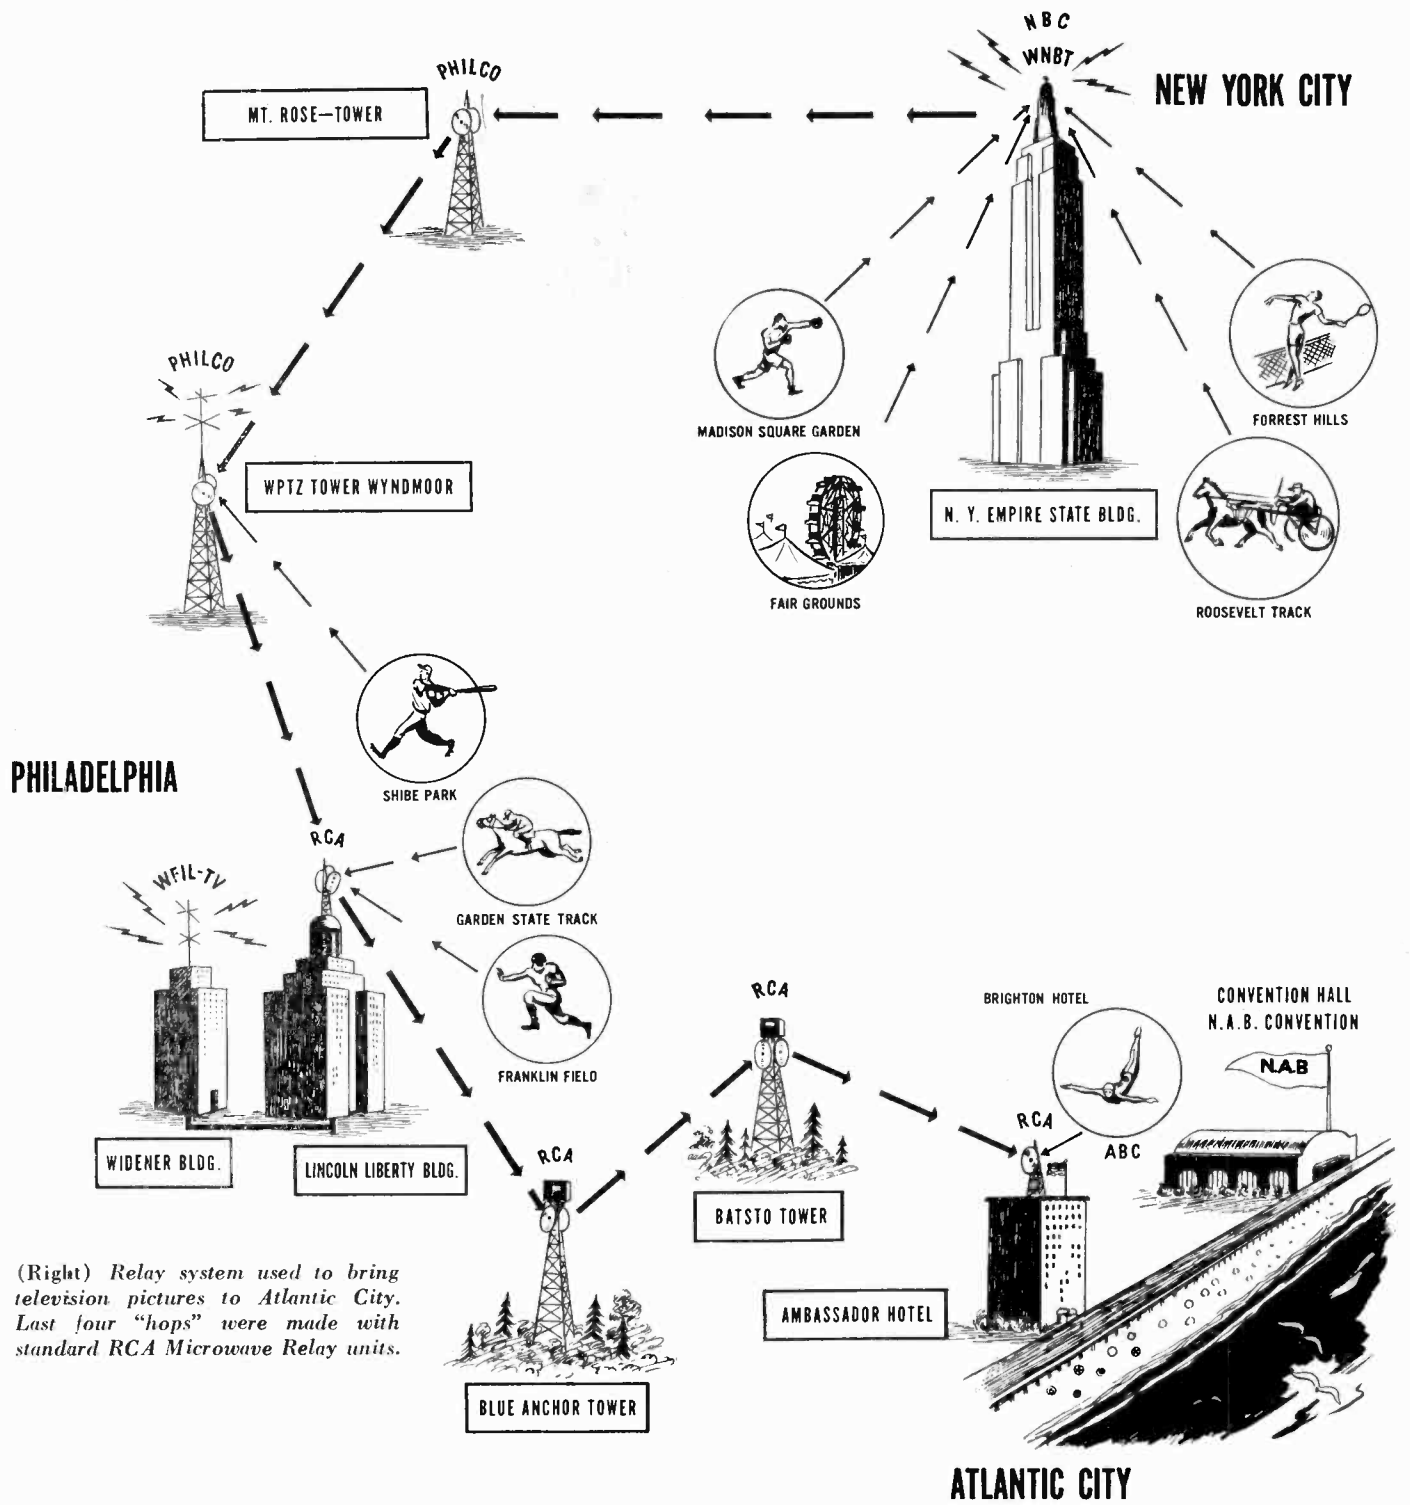 NBC
WNBT
NEW YORK CITY
PHILCO
MT. ROSE—TOWER
PHILCO
WPTZ TOWER WYNDMOOR
MADISON SQUARE GARDEN
FORREST HILLS
N. Y. EMPIRE STATE BLDG.
FAIR GROUNDS
ROOSEVELT TRACK
PHILADELPHIA
SHIBE PARK
RCA
WFIL-TV
GARDEN STATE TRACK
FRANKLIN FIELD
WIDENER BLDG.
LINCOLN LIBERTY BLDG.
RCA
BRIGHTON HOTEL
CONVENTION HALL
N.A.B. CONVENTION
N.A.B
RCA
ABC
RCA
BATSTO TOWER
AMBASSADOR HOTEL
(Right) Relay system used to bring
television pictures to Atlantic City.
Last four “hops” were made with
standard RCA Microwave Relay units.
BLUE ANCHOR TOWER
ATLANTIC CITY